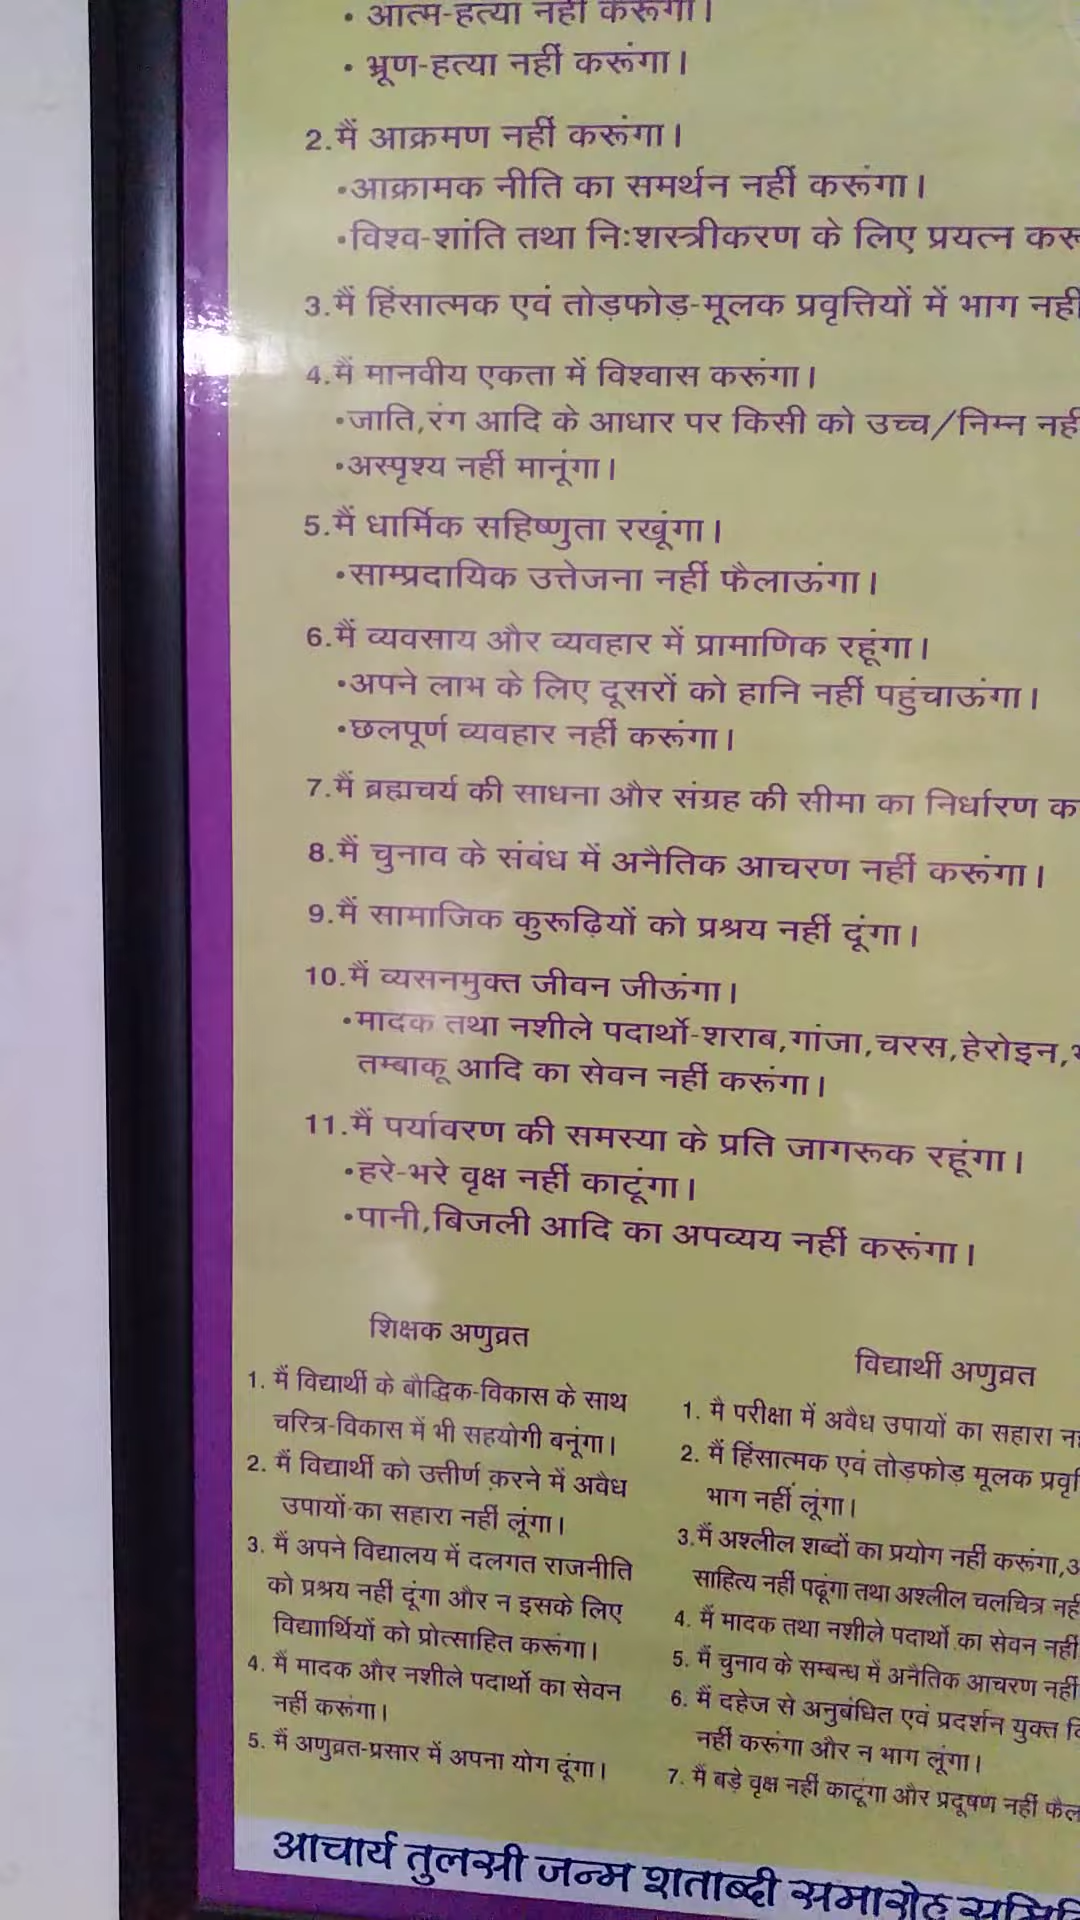 • आत्म-हत्या नहीं करूंगा।
• भ्रूण-हत्या नहीं करूंगा।
2.मैं आक्रमण नहीं करूंगा।
•आक्रामक नीति का समर्थन नहीं करूंगा।
•विश्व-शांति तथा निःशस्त्रीकरण के लिए प्रयत्न
3.मैं हिंसात्मक एवं तोड़फोड़-मूलक प्रवृत्तियों में भाग नहीं
4.मैं मानवीय एकता में विश्वास करूंगा।
•जाति,रंग आदि के आधार पर किसी को उच्च/निम्न नहीं
•अस्पृश्य नहीं मानूंगा।
5.मैं धार्मिक सहिष्णुता रखूंगा।
•साम्प्रदायिक उत्तेजना नहीं फैलाऊंगा।
6.मैं व्यवसाय और व्यवहार में प्रामाणिक रहूंगा।
•अपने लाभ के लिए दूसरों को हानि नहीं पहुंचाऊंगा।
•छलपूर्ण व्यवहार नहीं करूंगा।
7.मैं ब्रह्मचर्य की साधना और संग्रह की सीमा का निर्धारण
8.मैं चुनाव के संबंध में अनैतिक आचरण नहीं करूंगा।
9.मैं सामाजिक कुरूढ़ियों को प्रश्रय नहीं दूंगा।
10.मैं व्यसनमुक्त जीवन जीऊंगा।
•मादक तथा नशीले पदार्थो-शराब,गांजा,चरस,हेरोइन,
तम्बाकू आदि का सेवन नहीं करूंगा।
11.मैं पर्यावरण की समस्या के प्रति जागरूक रहूंगा।
•हरे-भरे वृक्ष नहीं काटूंगा।
•पानी,बिजली आदि का अपव्यय नहीं करूंगा।
शिक्षक अणुव्रत
1. मैं विद्यार्थी के बौद्धिक-विकास के साथ
चरित्र-विकास में भी सहयोगी बनूंगा।
2. मैं विद्यार्थी को उत्तीर्ण करने में अवैध
उपायों का सहारा नहीं लूंगा।
3. मैं अपने विद्यालय में दलगत राजनीति
को प्रश्रय नहीं दूंगा और न इसके लिए
विद्यार्थियों को प्रोत्साहित करूंगा।
4. मैं मादक और नशीले पदार्थो का सेवन
नहीं करूंगा।
5. मैं अणुव्रत-प्रसार में अपना योग दूंगा।
विद्यार्थी अणुव्रत
1. मै परीक्षा में अवैध उपायों का सहारा
2. मैं हिंसात्मक एवं तोड़फोड़ मूलक
भाग नहीं लूंगा।
3.मैं अश्लील शब्दों का प्रयोग नहीं करूंगा,
साहित्य नहीं पढूंगा तथा अश्लील चलचित्र नहीं
4. मैं मादक तथा नशीले पदार्थो का सेवन नहीं
5. मैं चुनाव के सम्बन्ध में अनैतिक आचरण नहीं
6. मैं दहेज से अनुबंधित एवं प्रदर्शन युक्त
नहीं करूंगा और न भाग लूंगा।
7. मैं बड़े वृक्ष नहीं काटूंगा और प्रदूषण नहीं
आचार्य तुलसी जन्म शताब्दी समारोह